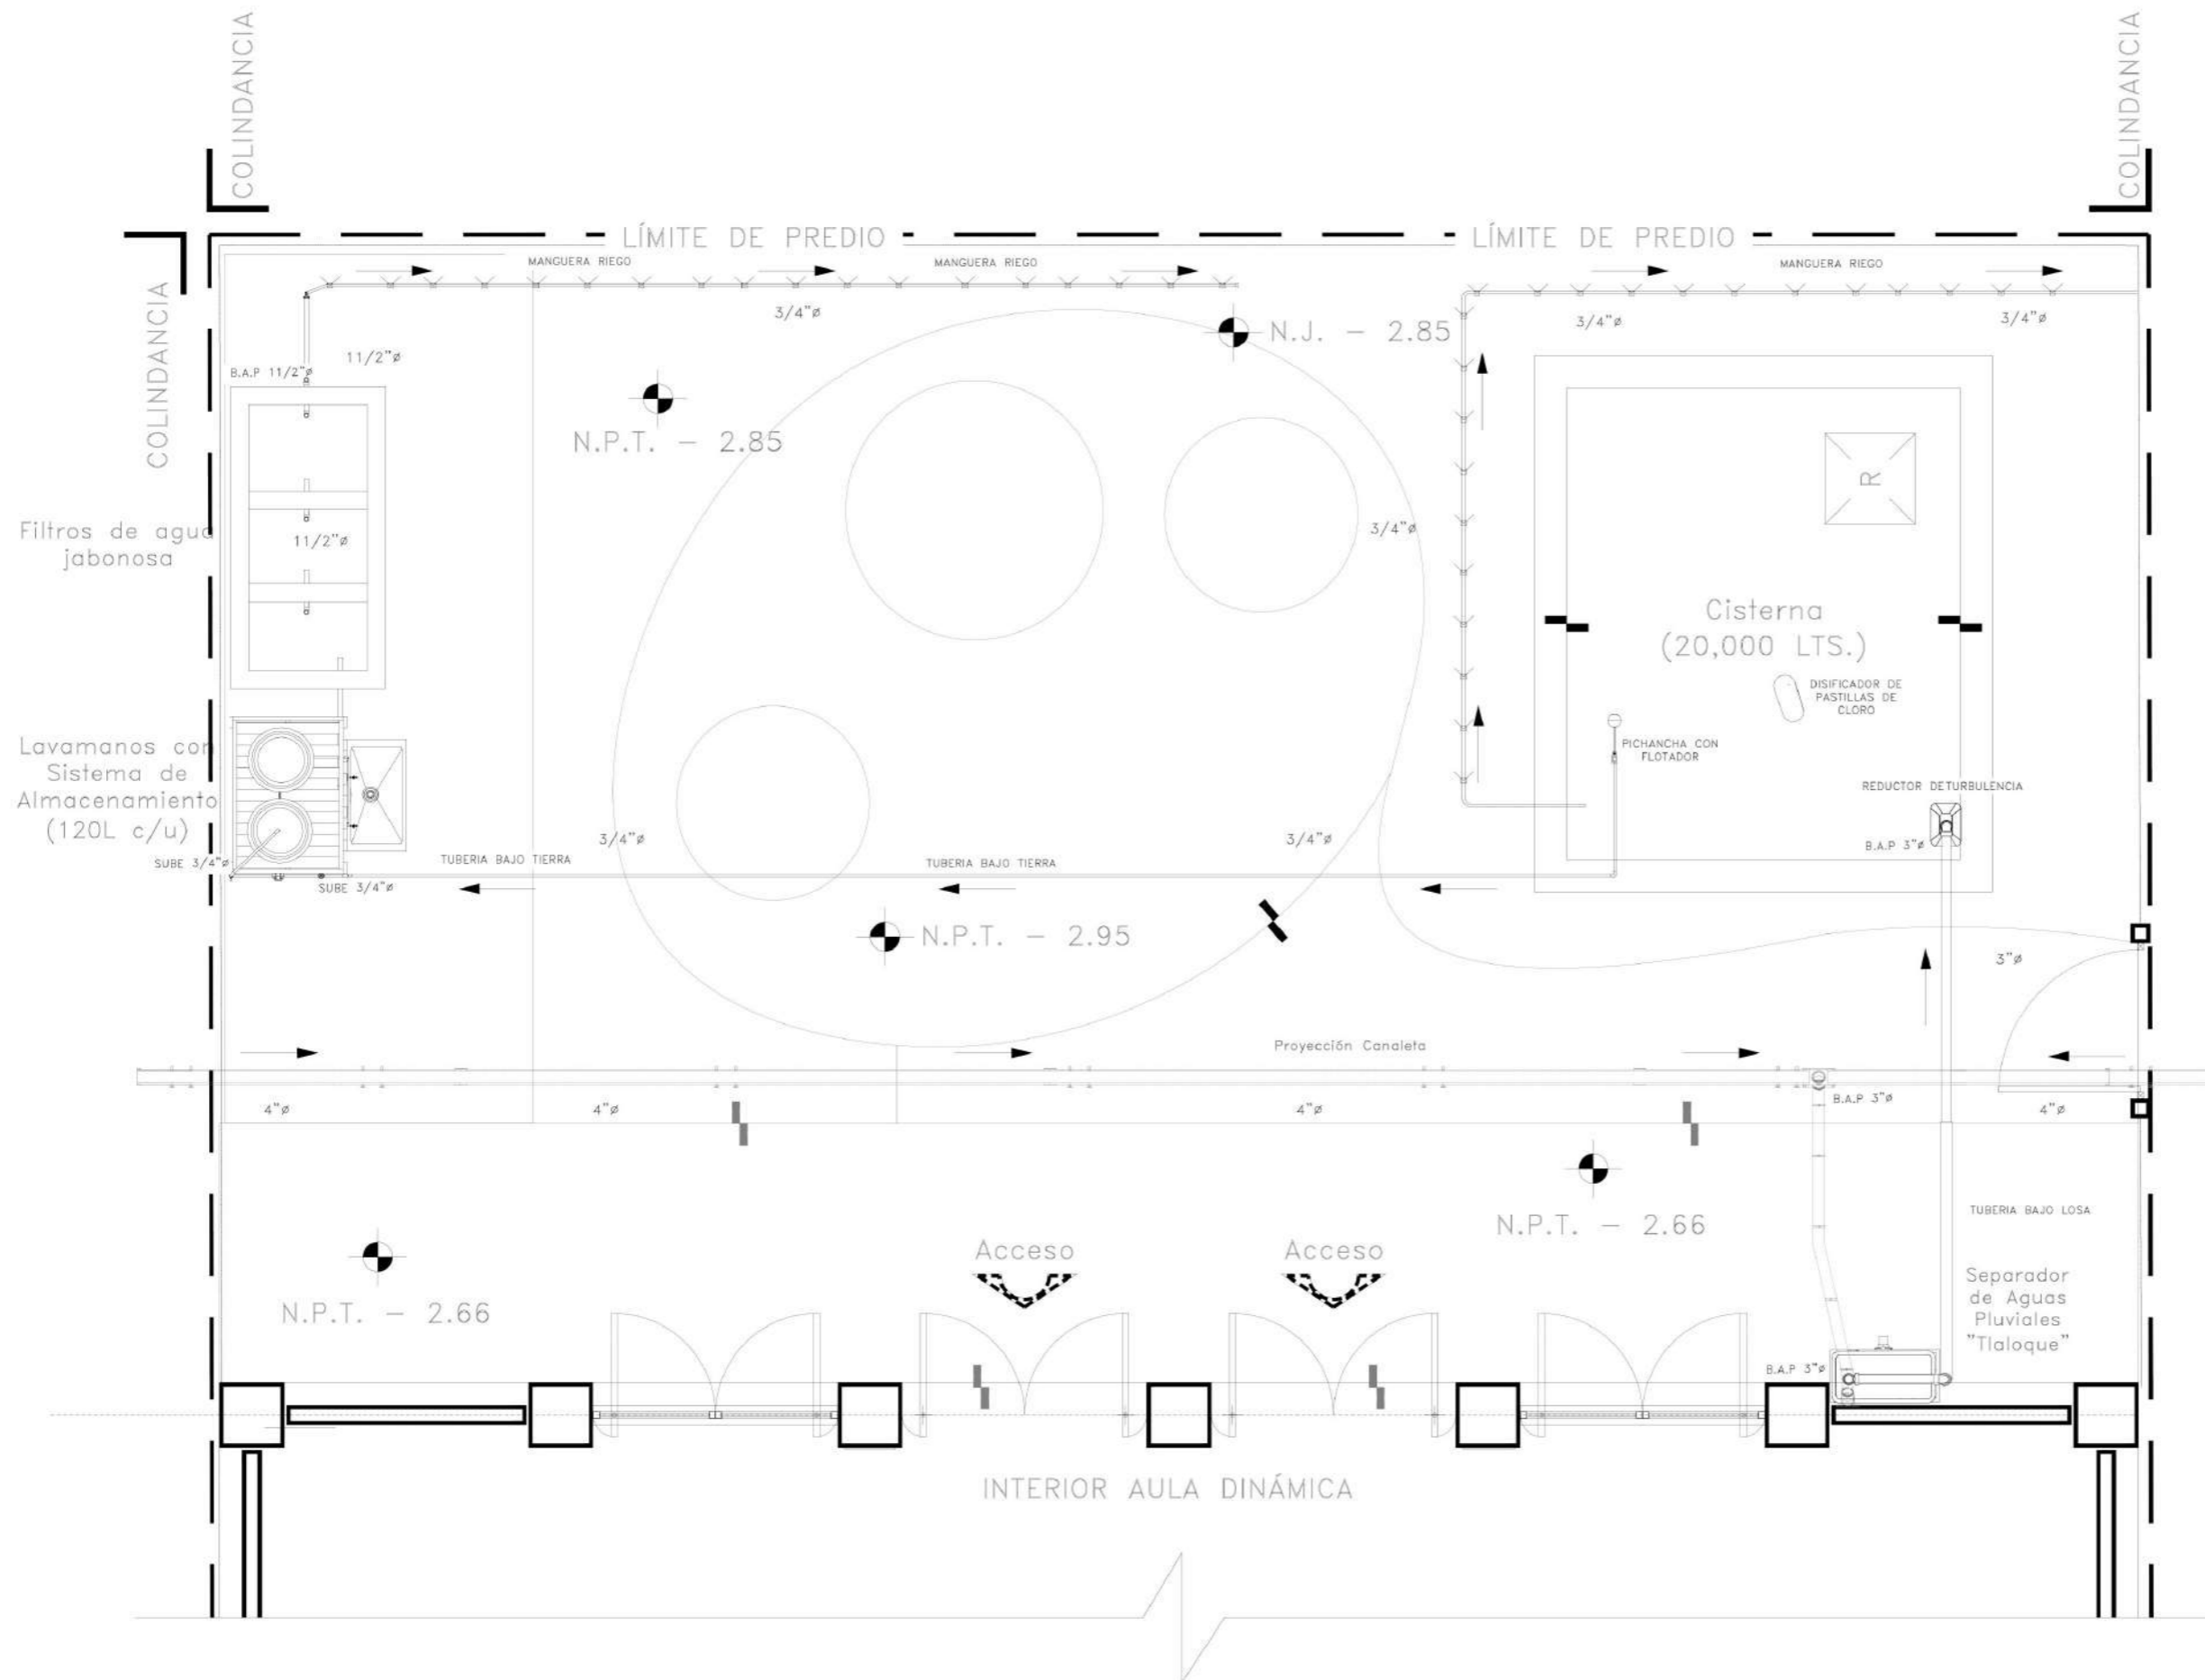 COLINDANCIA
COLINDANCIA
LÍMITE DE PREDIO
LÍMITE DE PREDIO
MANGUERA RIEGO
MANGUERA RIEGO
MANGUERA RIEGO
COLINDANCIA
3/4"ø
3/4"ø
3/4"ø
N.J. - 2.85
11/2"ø
B.A.P 11/2"ø
N.P.T. - 2.85
R
Filtros de agua
jabonosa
11/2"ø
3/4"ø
Cisterna
(20,000 LTS.)
DISIFICADOR DE
PASTILLAS DE
CLORO
Lavamanos con
Sistema de
Almacenamiento
(120L c/u)
PICHANCHA CON
FLOTADOR
REDUCTOR DETURBULENCIA
B.A.P 3"ø
3/4"ø
3/4"ø
SUBE 3/4"ø
SUBE 3/4"ø
TUBERIA BAJO TIERRA
TUBERIA BAJO TIERRA
N.P.T. - 2.95
3"ø
Proyección Canaleta
4"ø
4"ø
4"ø
B.A.P 3"ø
4"ø
N.P.T. - 2.66
TUBERIA BAJO LOSA
Acceso
Acceso
N.P.T. - 2.66
Separador
de Aguas
Pluviales
"Tlaloque"
B.A.P 3"ø
INTERIOR AULA DINÁMICA